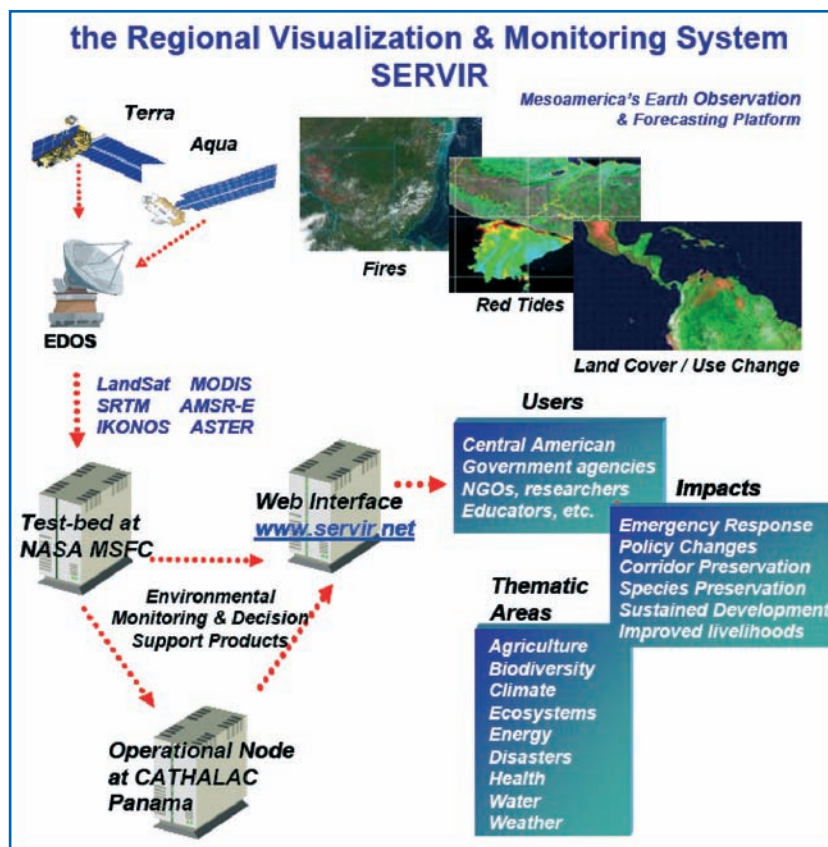 the Regional Visualization & Monitoring System
SERVIR
Mesoamerica's Earth Observation
& Forecasting Platform
Terra
Aqua
EDOS
Fires
Red Tides
Land Cover / Use Change
LandSat MODIS
SRTM AMSR-E
IKONOS ASTER
Test-bed at
NASA MSFC
Web Interface
www.servir.net
Environmental
Monitoring & Decision
Support Products
Operational Node
at CATHALAC
Panama
Users
Central American
Government agencies
NGOs, researchers
Educators, etc.
Impacts
Emergency Response
Policy Changes
Corridor Preservation
Species Preservation
Sustained Development
Improved livelihoods
Thematic
Areas
Agriculture
Biodiversity
Climate
Ecosystems
Energy
Disasters
Health
Water
Weather